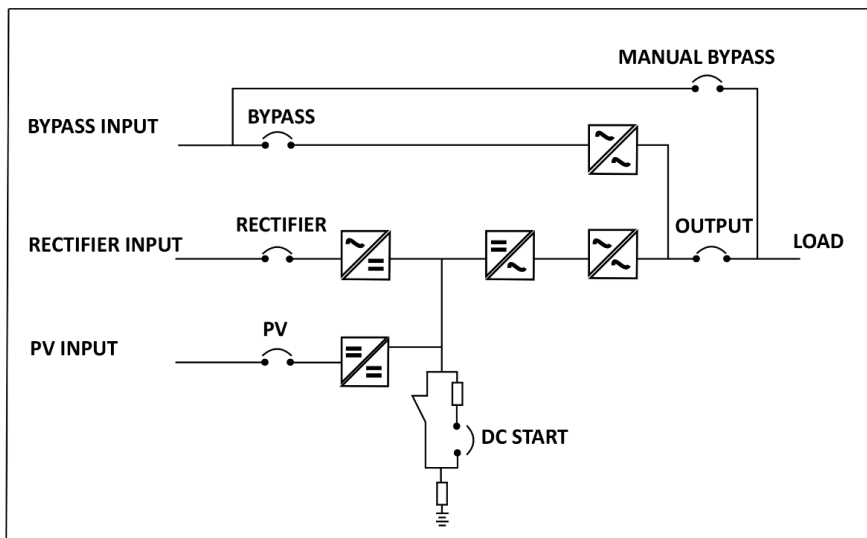 MANUAL BYPASS
BYPASS INPUT
BYPASS
RECTIFIER INPUT
RECTIFIER
OUTPUT
LOAD
PV INPUT
PV
DC START